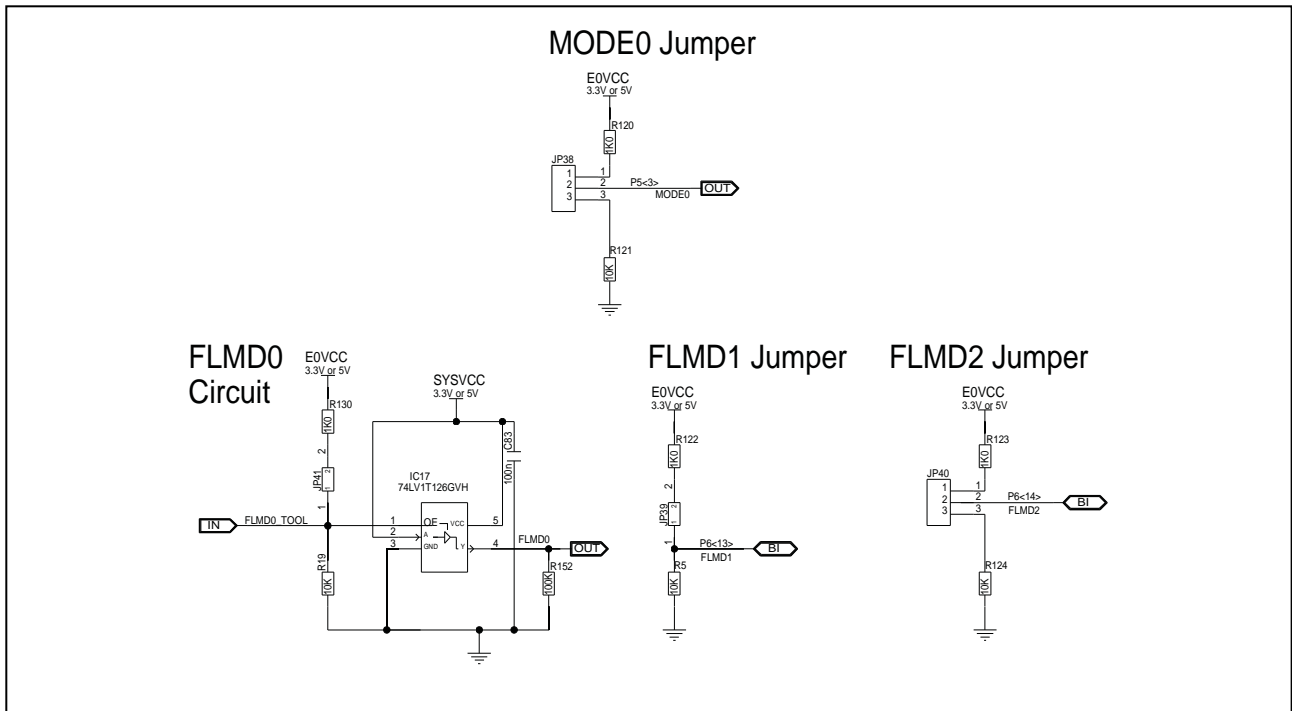 MODE0 Jumper
E0VCC
3.3V or 5V
R120
1K0
JP38
1
2
3
1
2
3
P5<3>
MODE0
OUT
R121
10K
FLMD0
Circuit
E0VCC
3.3V or 5V
R130
1K0
2
JP41
1 2
1
IN
FLMD0_TOOL
R19
10K
SYSVCC
3.3V or 5V
C83
100n
IC17
74LV1T126GVH
1
OE
VCC
5
2
A
3
GND
Y
4
FLMD0
OUT
R152
100K
FLMD1 Jumper
E0VCC
3.3V or 5V
R122
1K0
2
JP39
1 2
1
P6<13>
FLMD1
BI
R5
10K
FLMD2 Jumper
E0VCC
3.3V or 5V
R123
1K0
JP40
1
2
3
1
2
3
P6<14>
FLMD2
BI
R124
10K